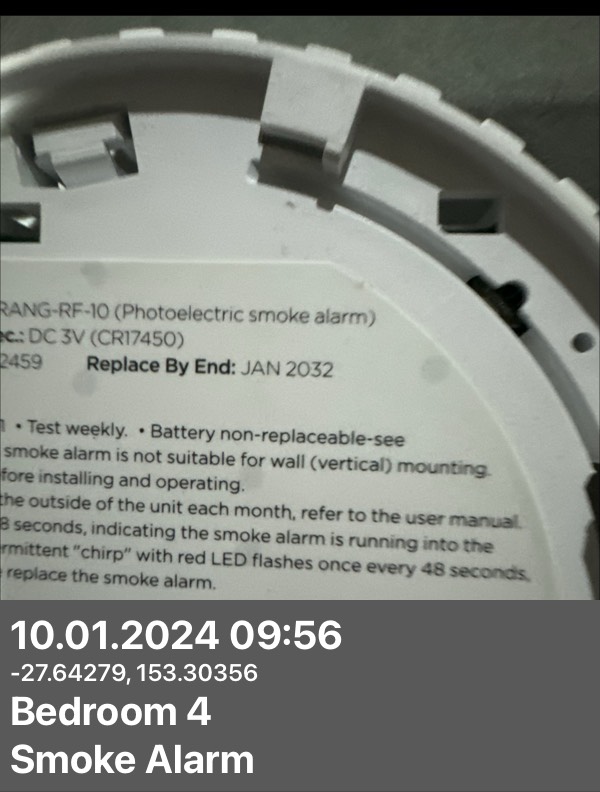 RANG-RF-10 (Photoelectric smoke alarm)
ec.: DC 3V (CR17450)
2459 Replace By End: JAN 2032
• Test weekly. • Battery non-replaceable-see
smoke alarm is not suitable for wall (vertical) mounting.
fore installing and operating.
the outside of the unit each month, refer to the user manual.
8 seconds, indicating the smoke alarm is running into the
rmittent "chirp" with red LED flashes once every 48 seconds,
replace the smoke alarm.
10.01.2024 09:56
-27.64279, 153.30356
Bedroom 4
Smoke Alarm